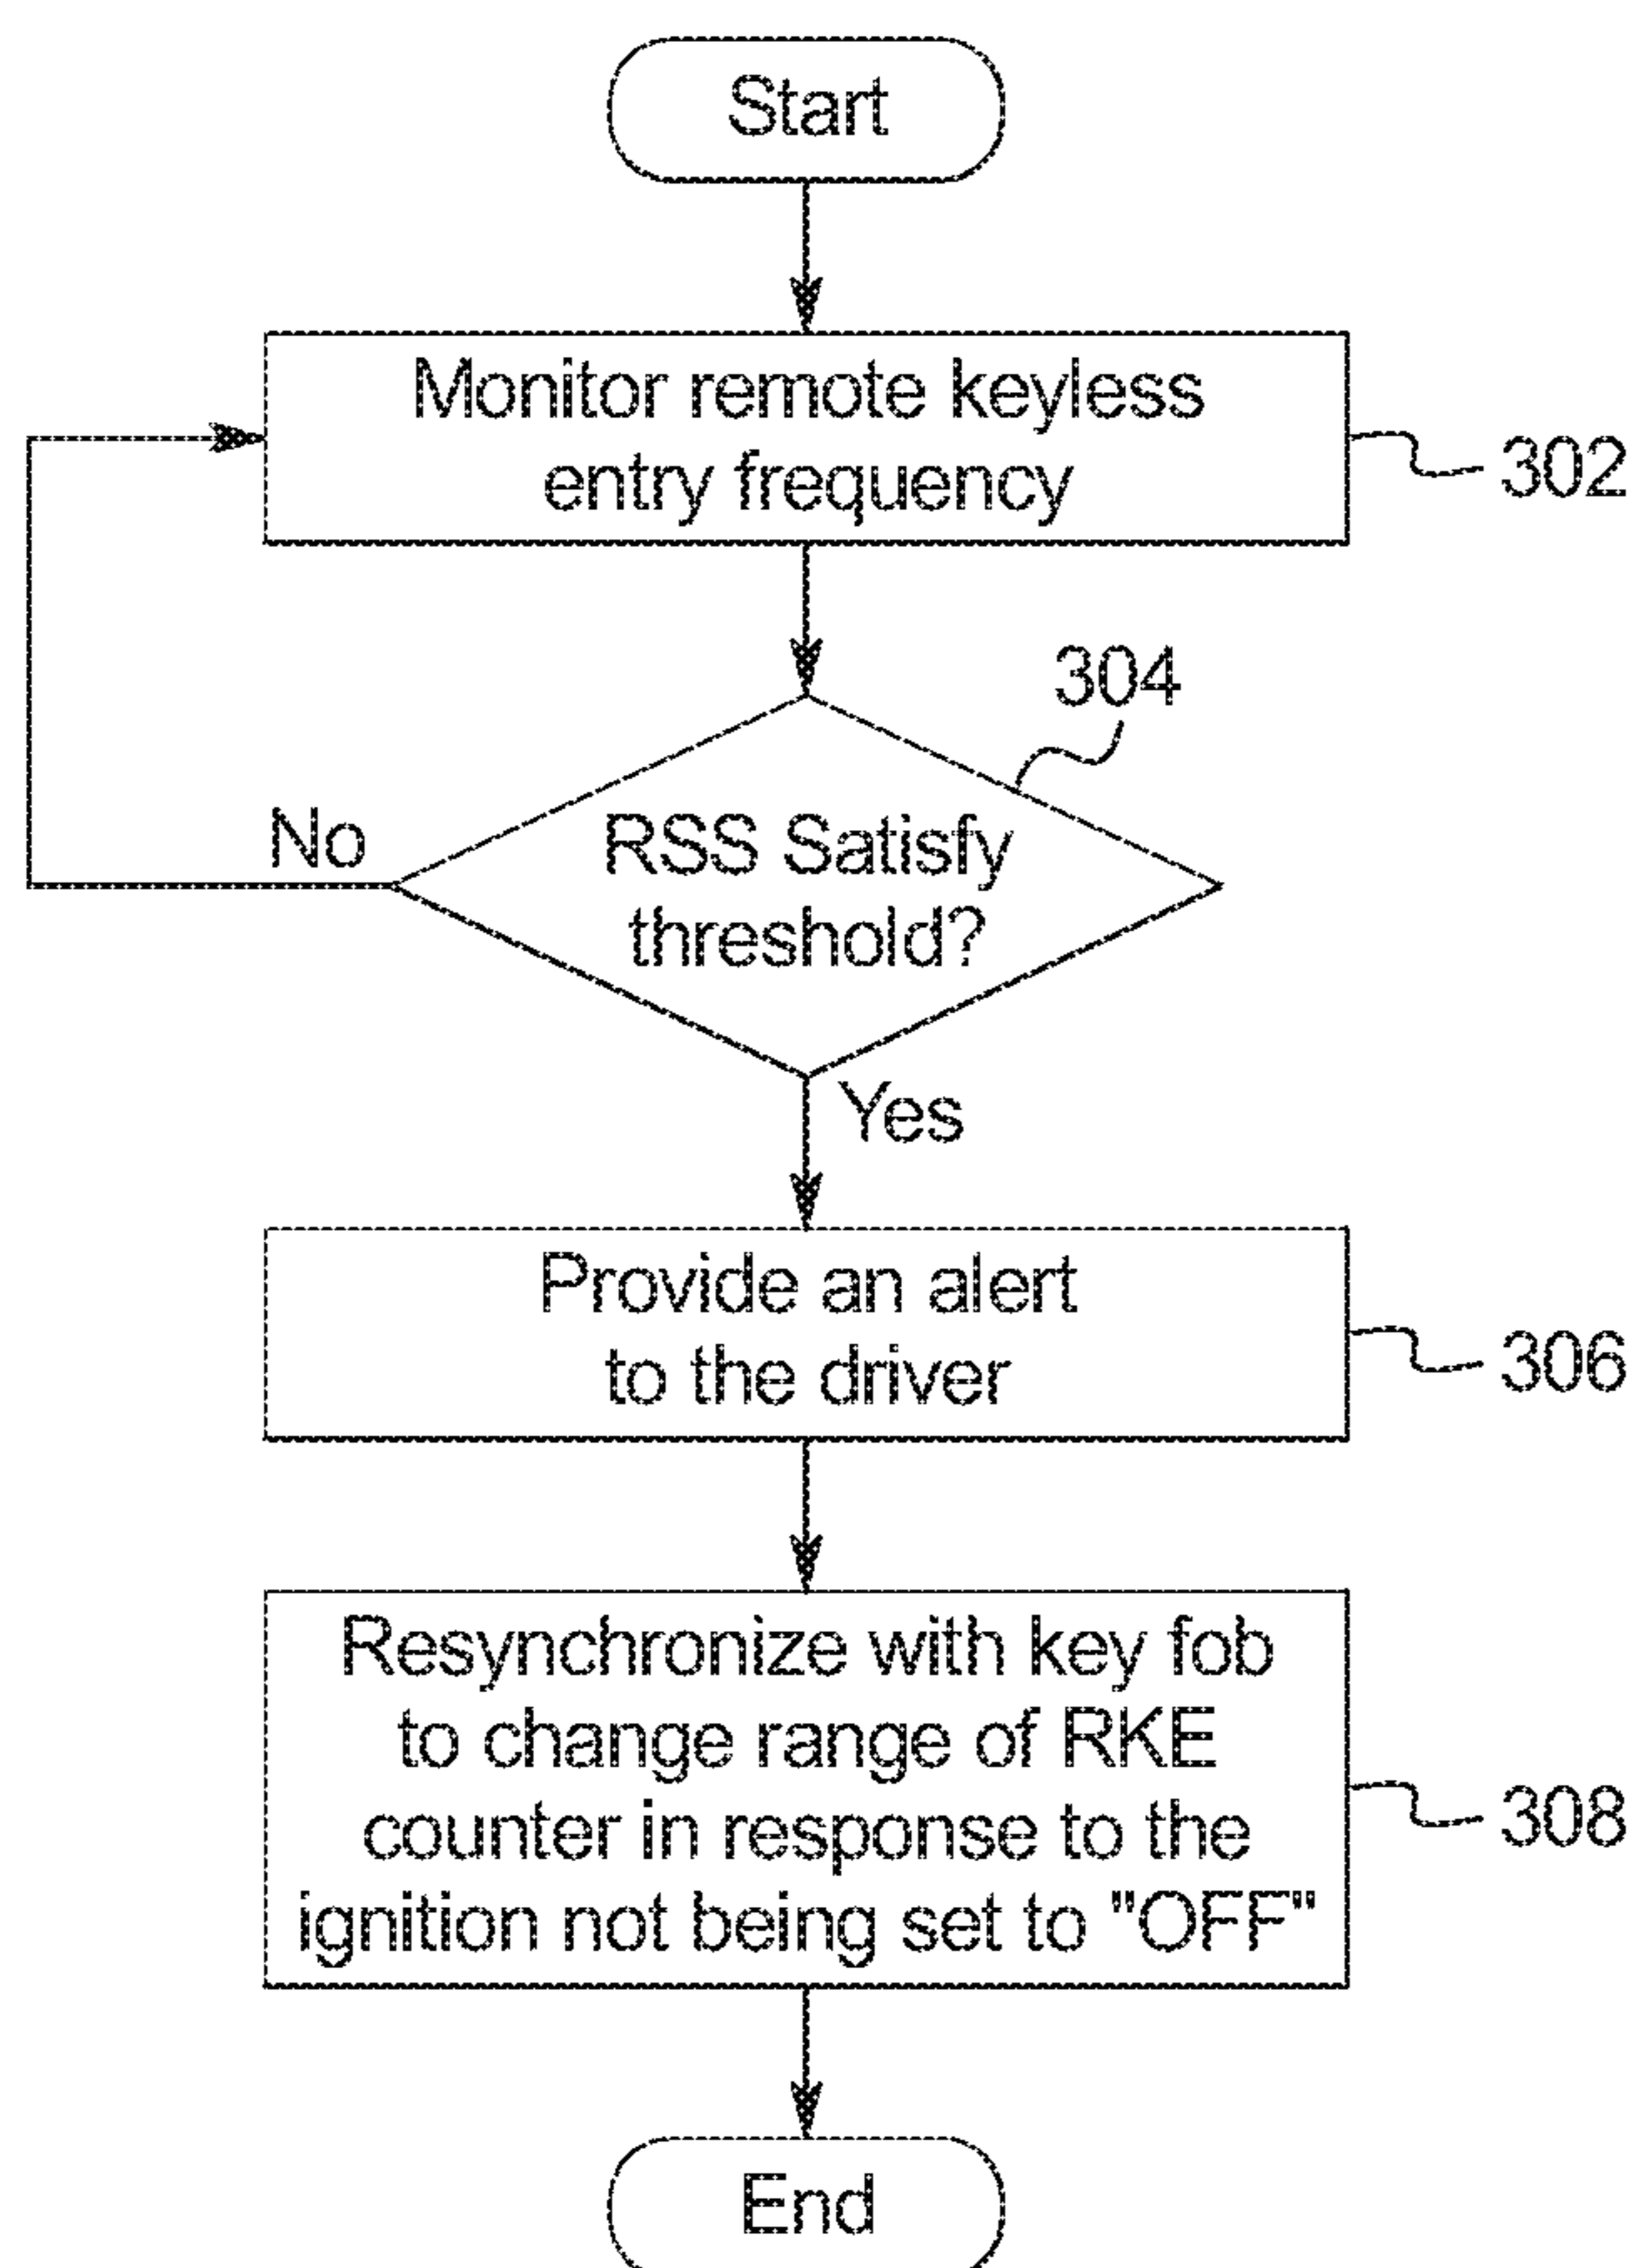 Start
Monitor remote keyless
entry frequency
302
304
No
RSS Satisfy
threshold?
Yes
Provide an alert
to the driver
306
Resynchronize with key fob
to change range of RKE
counter in response to the
ignition not being set to "OFF"
308
End